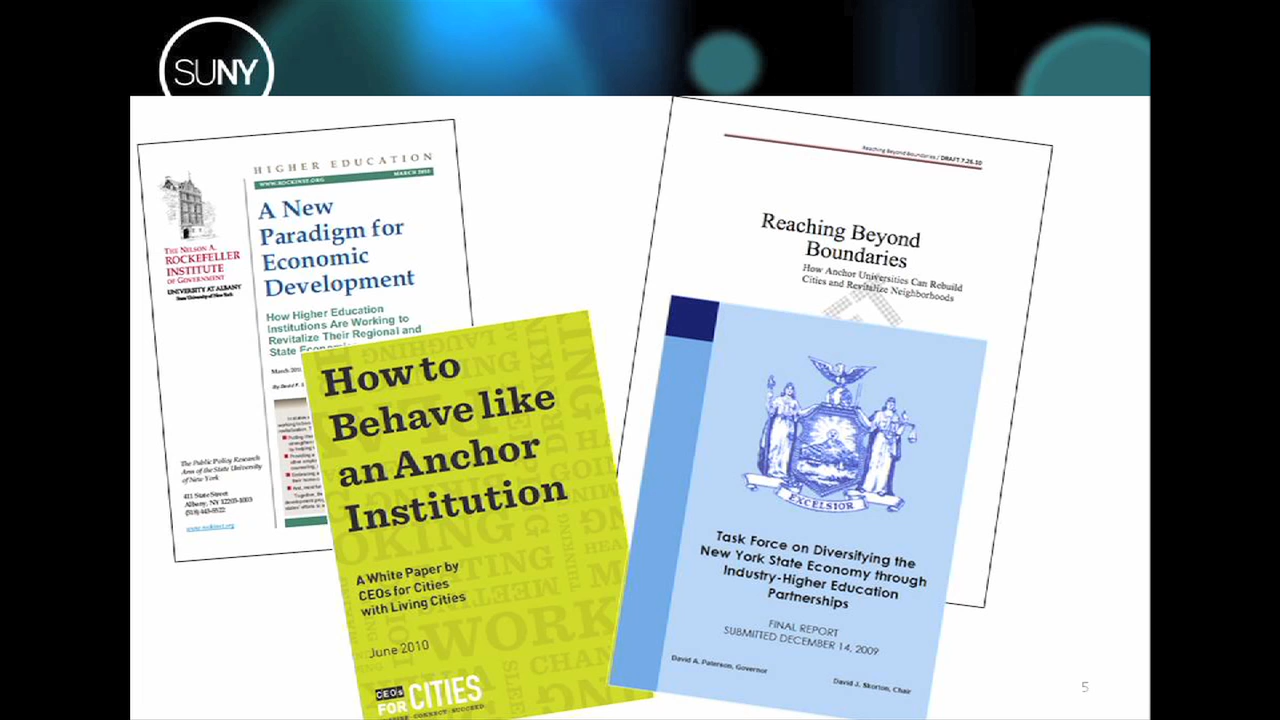 SUNY
HIGHER EDUCATION
WWW.ROCKINST.ORG MARCH 2010
A New
Paradigm for
Economic
Development
How Higher Education
Institutions Are Working to
Revitalize Their Regional and
State
THE NELSON A.
ROCKEFELLER
INSTITUTE
OF GOVERNMENT
UNIVERSITY AT ALBANY
State University of New York
The Public Policy Research
Arm of the State University
of New York
411 State Street
Albany, NY 12203-1003
(518) 443-5522
www.rockinst.org
How to
Behave like
an Anchor
Institution
A White Paper by
CEOs for Cities
with Living Cities
June 2010
CEOs
FOR CITIES
Reaching Beyond Boundaries / DRAFT 7.26.10
Reaching Beyond
Boundaries
How Anchor Universities Can Rebuild
Cities and Revitalize Neighborhoods
EXCELSIOR
Task Force on Diversifying the
New York State Economy through
Industry-Higher Education
Partnerships
FINAL REPORT
SUBMITTED DECEMBER 14, 2009
David A. Paterson, Governor
David J. Skorton, Chair
5